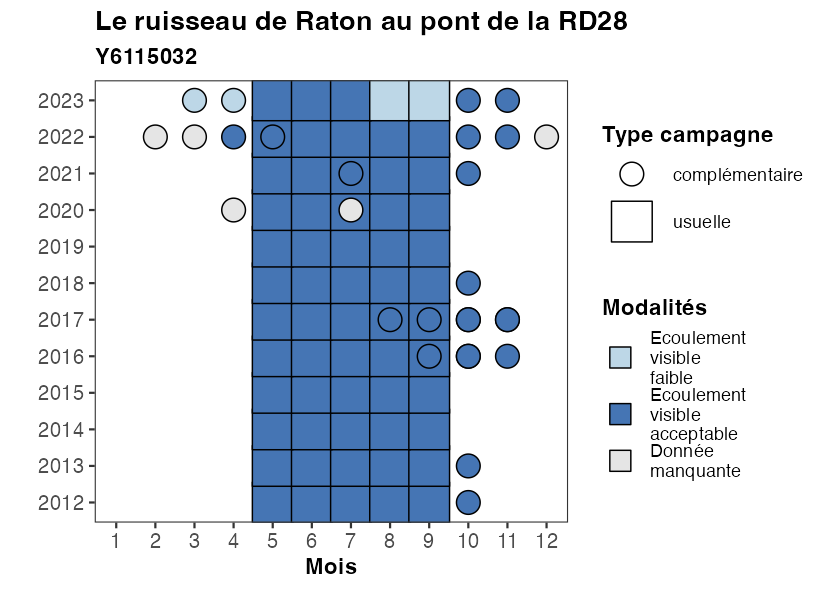 Le ruisseau de Raton au pont de la RD28
Y6115032
2023
2022
2021
2020
2019
2018
2017
2016
2015
2014
2013
2012
1 2 3 4 5 6 7 8 9 10 11 12
Mois
Type campagne
complémentaire
usuelle
Modalités
Ecoulement
visible
faible
Ecoulement
visible
acceptable
Donnée
manquante